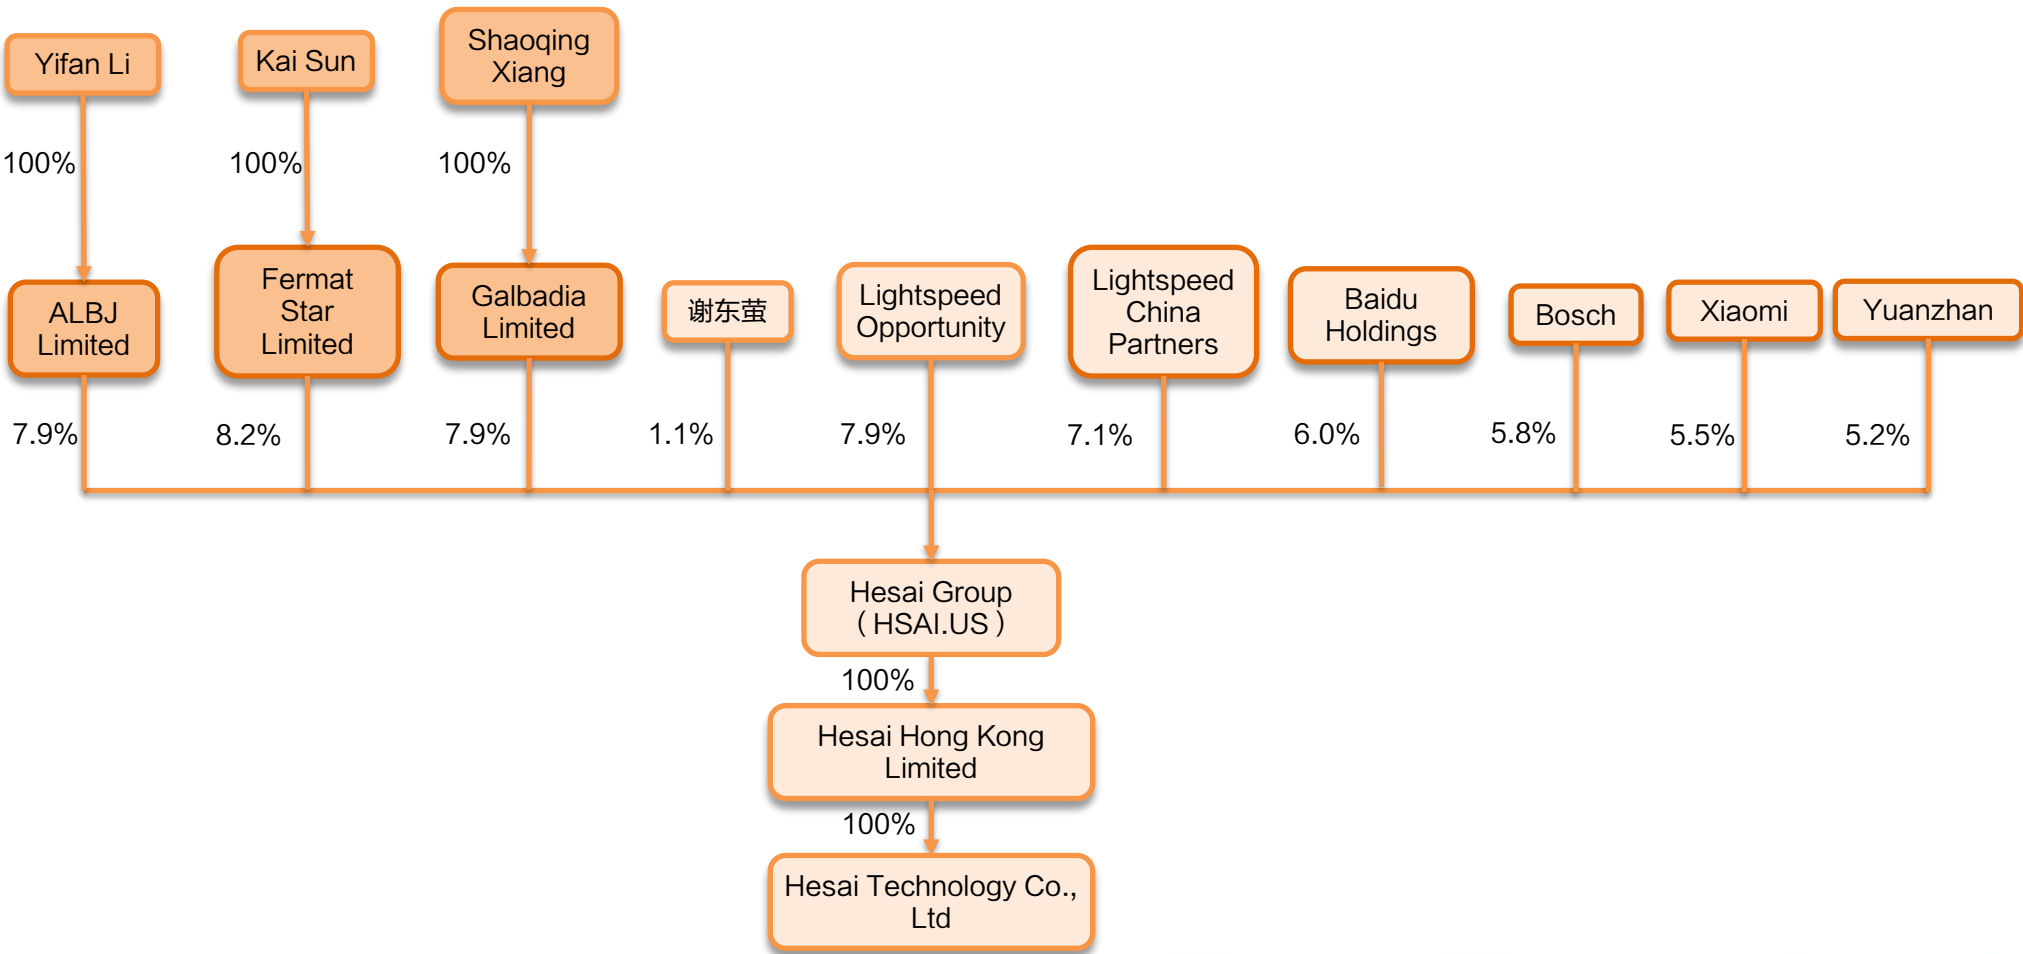 Yifan Li
Kai Sun
Shaoqing
Xiang
100%
100%
100%
ALBJ
Limited
Fermat
Star
Limited
Galbadia
Limited
谢东萤
Lightspeed
Opportunity
Lightspeed
China
Partners
Baidu
Holdings
Bosch
Xiaomi
Yuanzhan
7.9%
8.2%
7.9%
1.1%
7.9%
7.1%
6.0%
5.8%
5.5%
5.2%
Hesai Group
（HSAI.US）
100%
Hesai Hong Kong
Limited
100%
Hesai Technology Co.,
Ltd